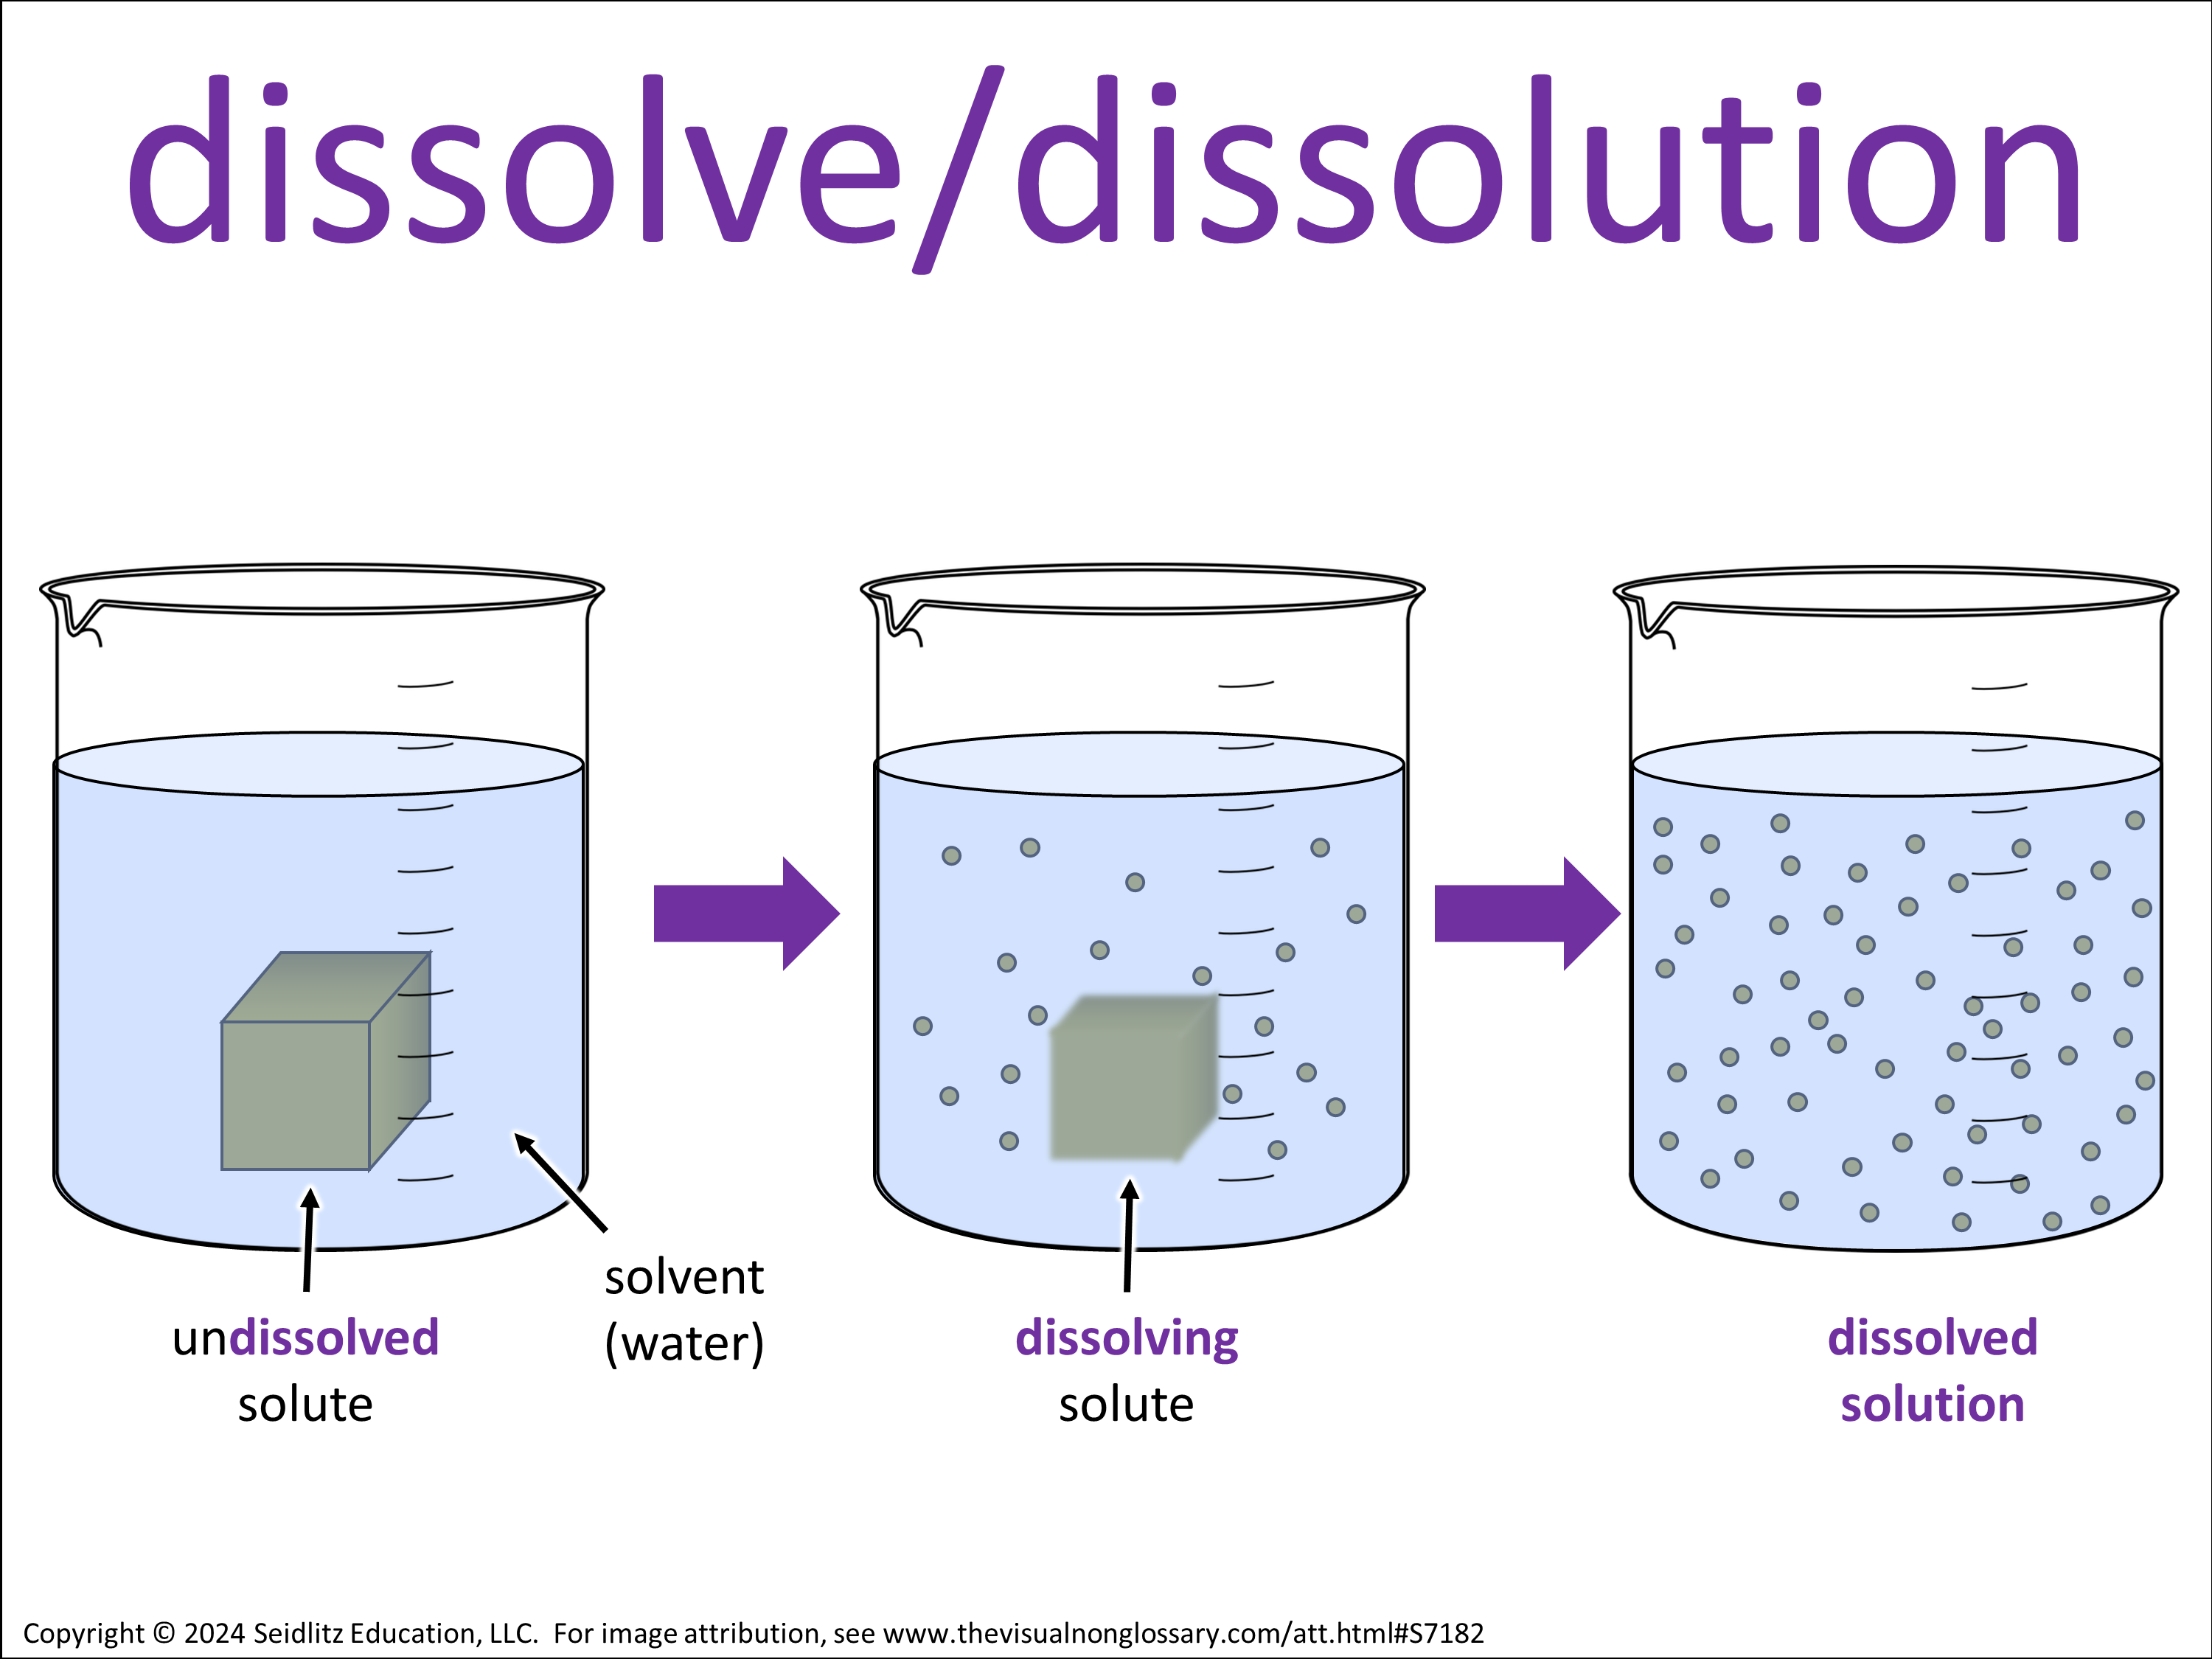 dissolve/dissolution
undissolved
solute
solvent
(water)
dissolving
solute
dissolved
solution
Copyright © 2024 Seidlitz Education, LLC.  For image attribution, see www.thevisualnonglossary.com/att.html#S7182